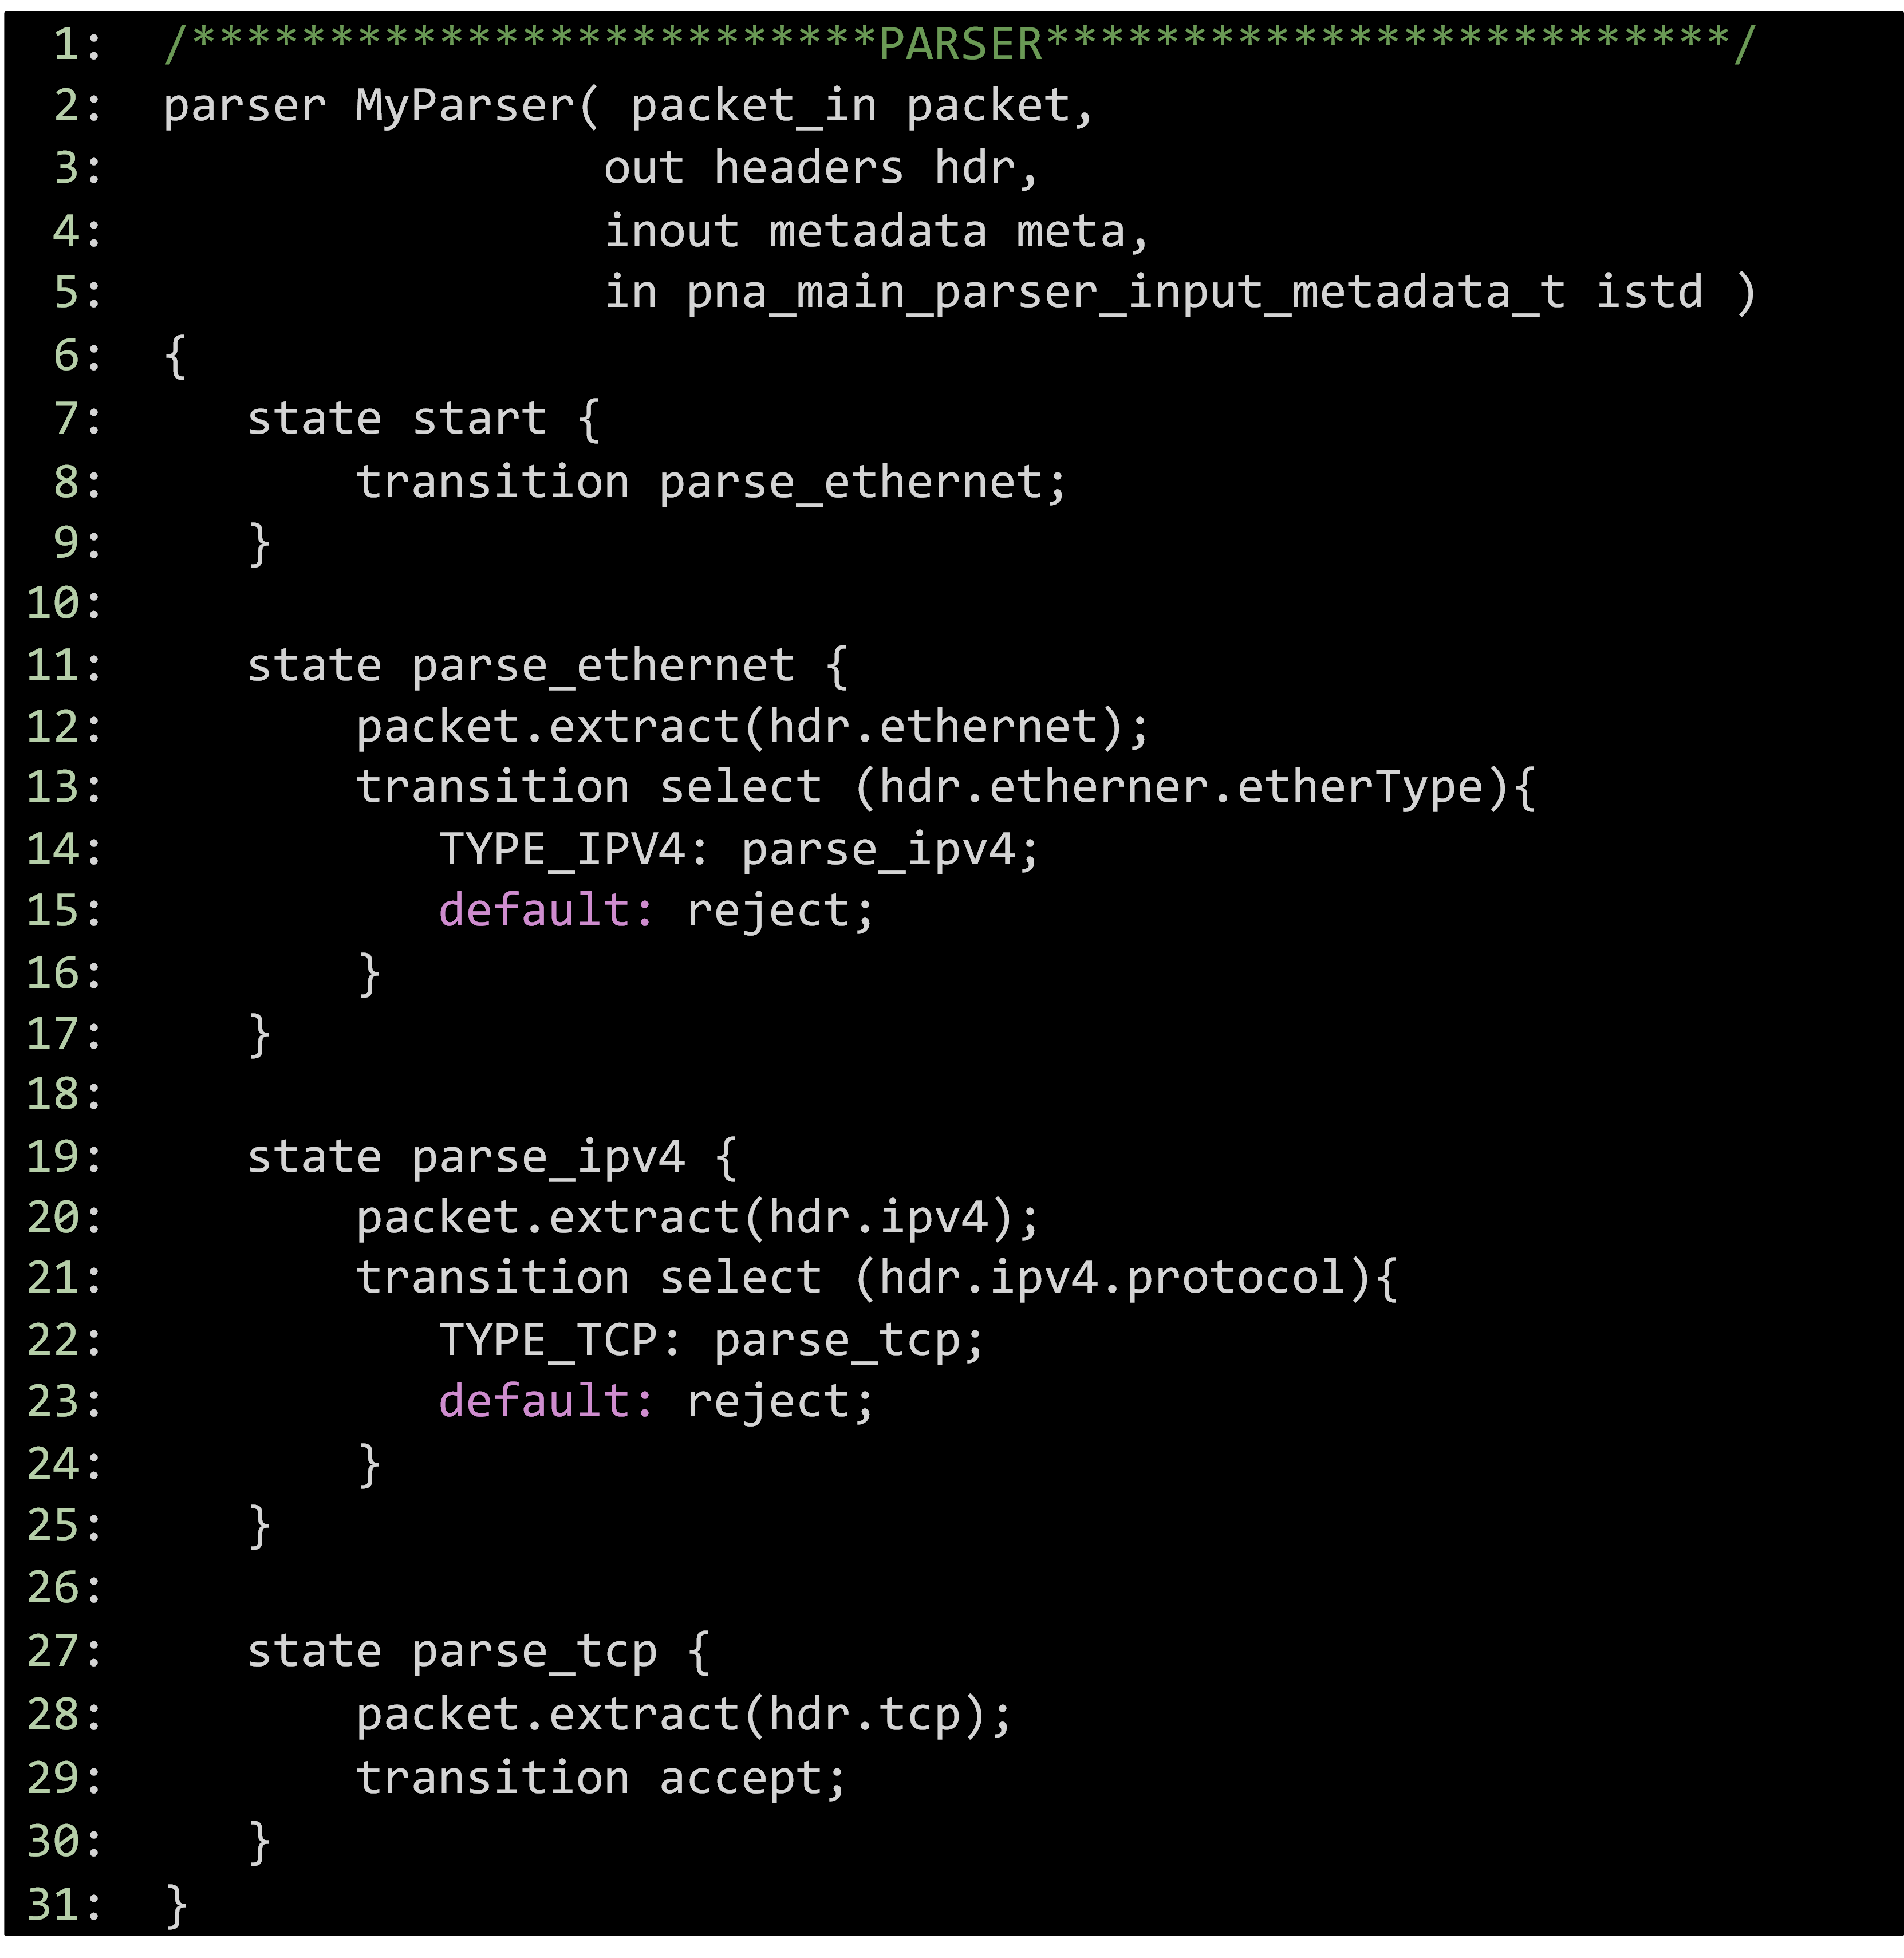 1: /*************************PARSER*************************/
2: parser MyParser( packet_in packet,
3: out headers hdr,
4: inout metadata meta,
5: in pna_main_parser_input_metadata_t istd )
6: {
7: state start {
8: transition parse_ethernet;
9: }
10:
11: state parse_ethernet {
12: packet.extract(hdr.ethernet);
13: transition select (hdr.etherner.etherType){
14: TYPE_IPV4: parse_ipv4;
15: default: reject;
16: }
17: }
18:
19: state parse_ipv4 {
20: packet.extract(hdr.ipv4);
21: transition select (hdr.ipv4.protocol){
22: TYPE_TCP: parse_tcp;
23: default: reject;
24: }
25: }
26:
27: state parse_tcp {
28: packet.extract(hdr.tcp);
29: transition accept;
30: }
31: }